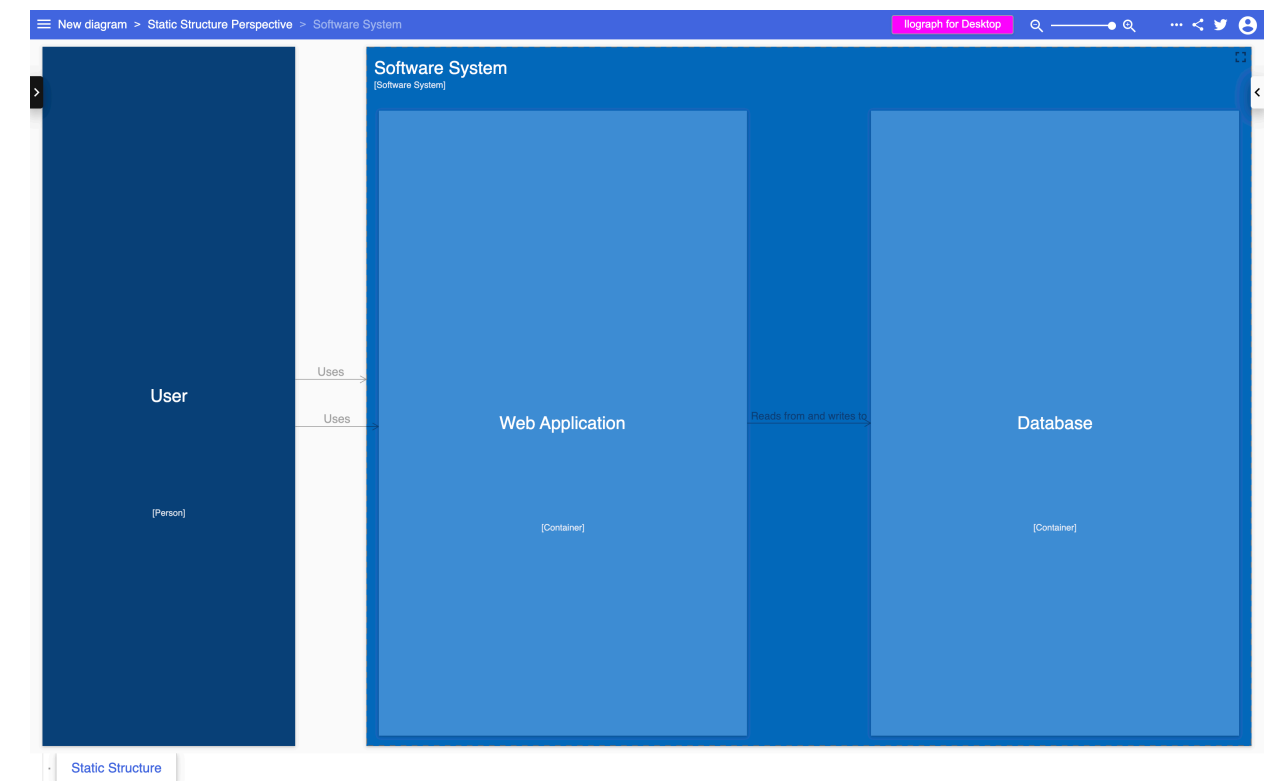 New diagram > Static Structure Perspective > Software System
Ilograph for Desktop
Software System
[Software System]
Uses
User
Uses
Reads from and writes to
Web Application
Database
[Person]
[Container]
[Container]
Static Structure